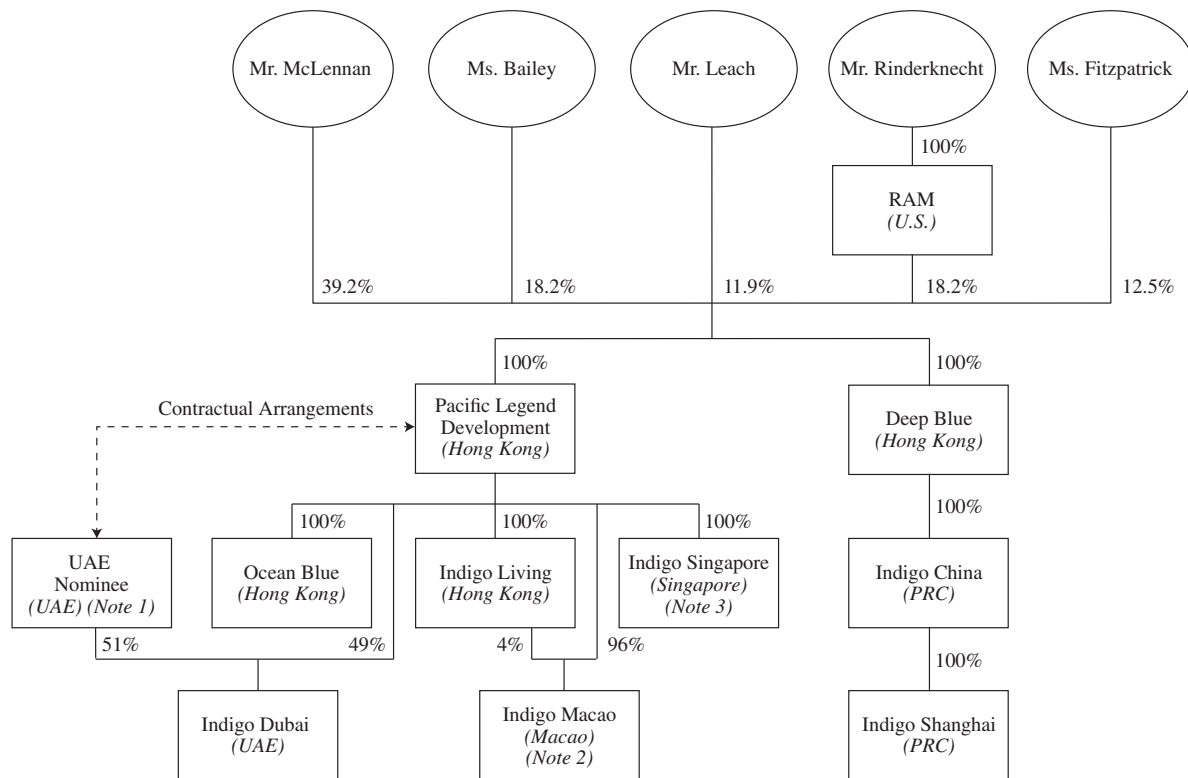 Mr. McLennan
Ms. Bailey
Mr. Leach
Mr. Rinderknecht
Ms. Fitzpatrick
100%
RAM
(U.S.)
39.2%
18.2%
11.9%
18.2%
12.5%
100%
100%
Contractual Arrangements
Pacific Legend
Development
(Hong Kong)
Deep Blue
(Hong Kong)
100%
100%
100%
100%
UAE
Nominee
(UAE) (Note 1)
Ocean Blue
(Hong Kong)
Indigo Living
(Hong Kong)
Indigo Singapore
(Singapore)
(Note 3)
Indigo China
(PRC)
51%
49%
4%
96%
100%
Indigo Dubai
(UAE)
Indigo Macao
(Macao)
(Note 2)
Indigo Shanghai
(PRC)